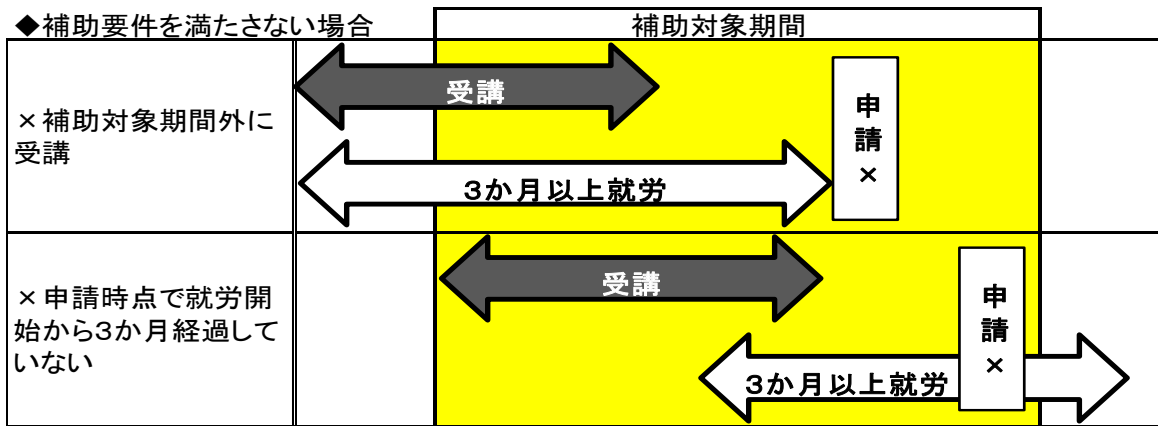 ◆補助要件を満たさない場合
補助対象期間
×補助対象期間外に
受講
受講
3か月以上就労
申請×
×申請時点で就労開
始から3か月経過して
いない
受講
3か月以上就労
申請×